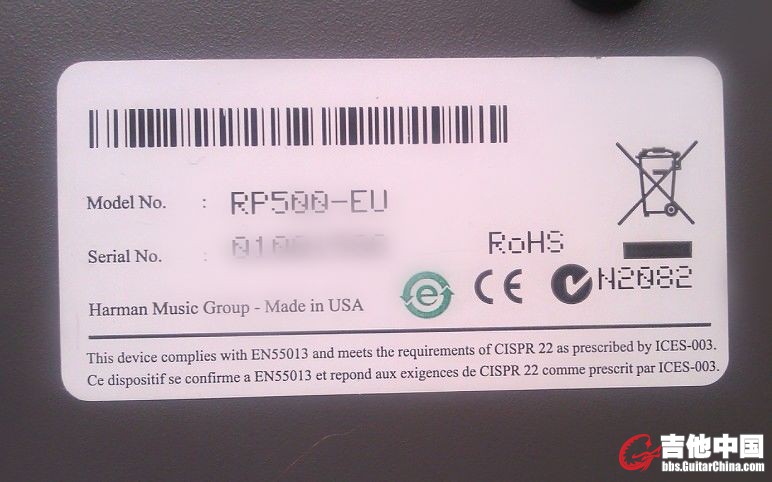 Model No. : RP500-EU
Serial No. :
RoHS
e CE N2082
Harman Music Group - Made in USA
This device complies with EN55013 and meets the requirements of CISPR 22 as prescribed by ICES-003.
Ce dispositif se confirme a EN55013 et repond aux exigences de CISPR 22 comme prescrit par ICES-003.
吉他中国
bbs.GuitarChina.com